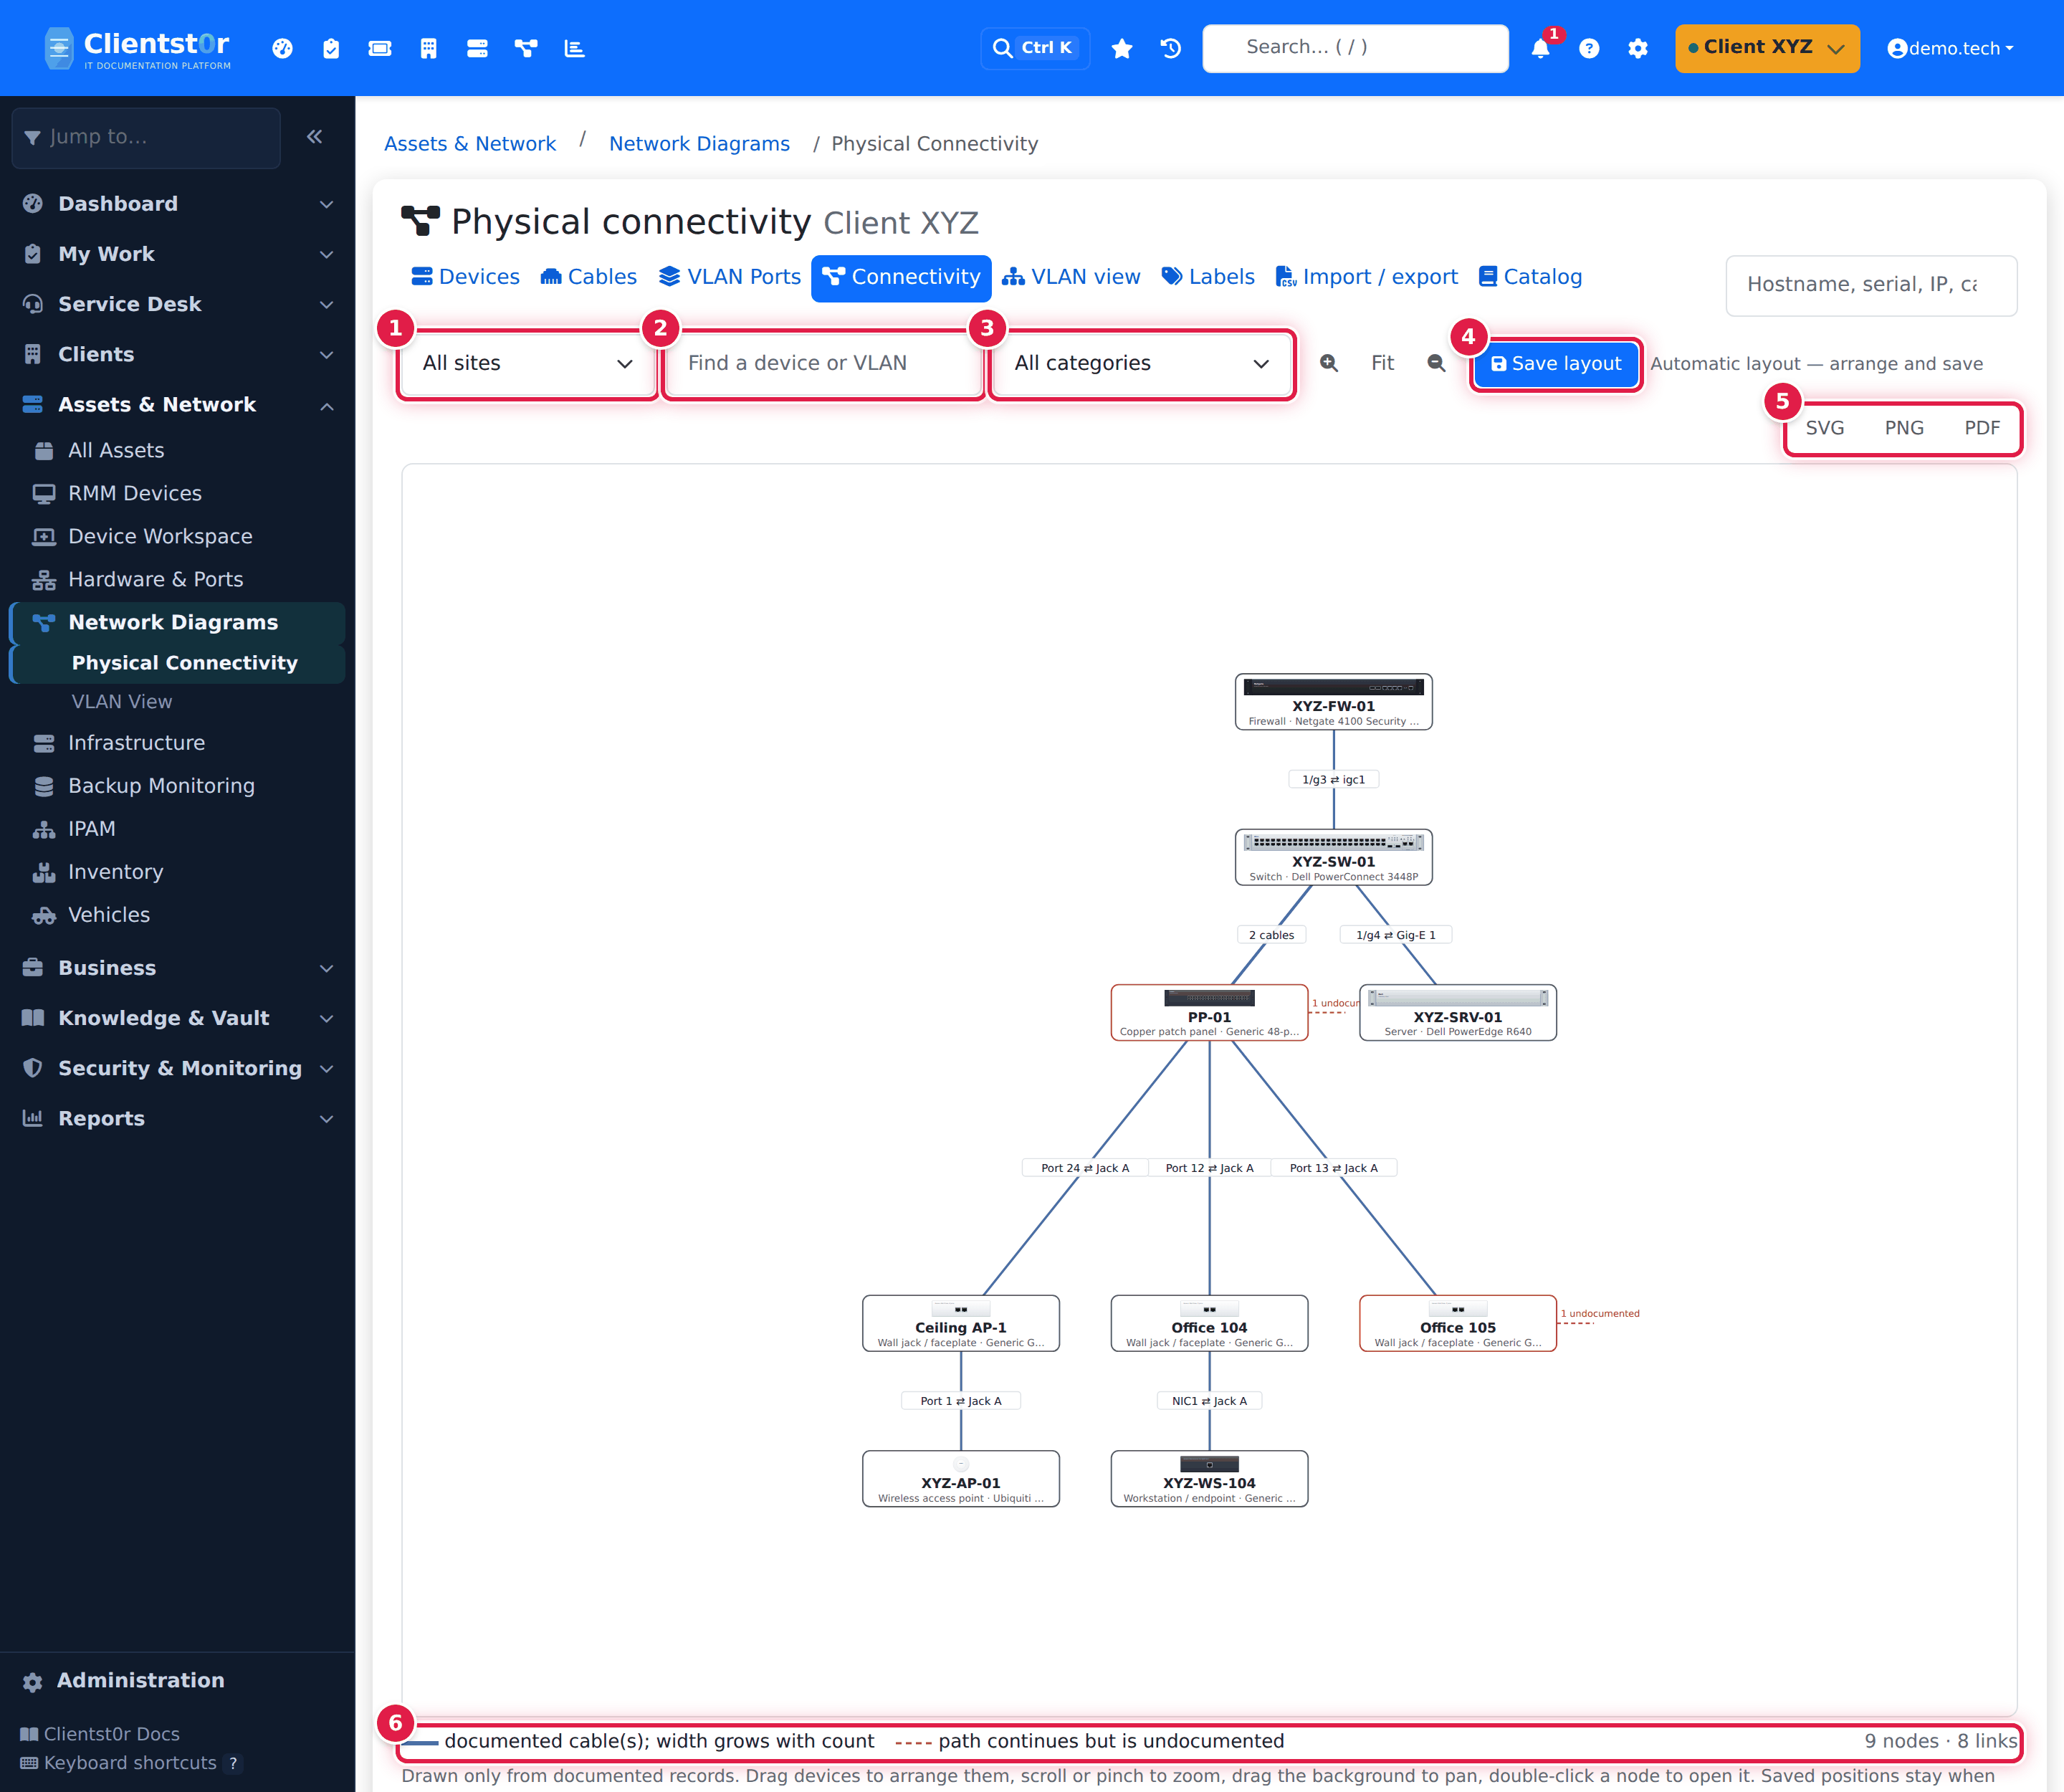 Clientst0r
IT DOCUMENTATION PLATFORM
Ctrl K
Search... ( / )
1
Client XYZ
demo.tech
Jump to...
Dashboard
My Work
Service Desk
Clients
Assets & Network
All Assets
RMM Devices
Device Workspace
Hardware & Ports
Network Diagrams
Physical Connectivity
VLAN View
Infrastructure
Backup Monitoring
IPAM
Inventory
Vehicles
Business
Knowledge & Vault
Security & Monitoring
Reports
Administration
Clientst0r Docs
Keyboard shortcuts ?
Assets & Network / Network Diagrams / Physical Connectivity
Physical connectivity Client XYZ
Devices Cables VLAN Ports Connectivity VLAN view Labels Import / export Catalog
Hostname, serial, IP, ca
1 2 3 4
All sites Find a device or VLAN All categories Fit Save layout Automatic layout — arrange and save
5
SVG PNG PDF
XYZ-FW-01
Firewall · Netgate 4100 Security ...
1/g3 ⇄ igc1
XYZ-SW-01
Switch · Dell PowerConnect 3448P
2 cables 1/g4 ⇄ Gig-E 1
PP-01
Copper patch panel · Generic 48-p...
1 undocur
XYZ-SRV-01
Server · Dell PowerEdge R640
Port 24 ⇄ Jack A Port 12 ⇄ Jack A Port 13 ⇄ Jack A
Ceiling AP-1
Wall jack / faceplate · Generic G...
Office 104
Wall jack / faceplate · Generic G...
Office 105
Wall jack / faceplate · Generic G...
1 undocumented
Port 1 ⇄ Jack A NIC1 ⇄ Jack A
XYZ-AP-01
Wireless access point · Ubiquiti ...
XYZ-WS-104
Workstation / endpoint · Generic ...
6
documented cable(s); width grows with count path continues but is undocumented 9 nodes · 8 links
Drawn only from documented records. Drag devices to arrange them, scroll or pinch to zoom, drag the background to pan, double-click a node to open it. Saved positions stay when